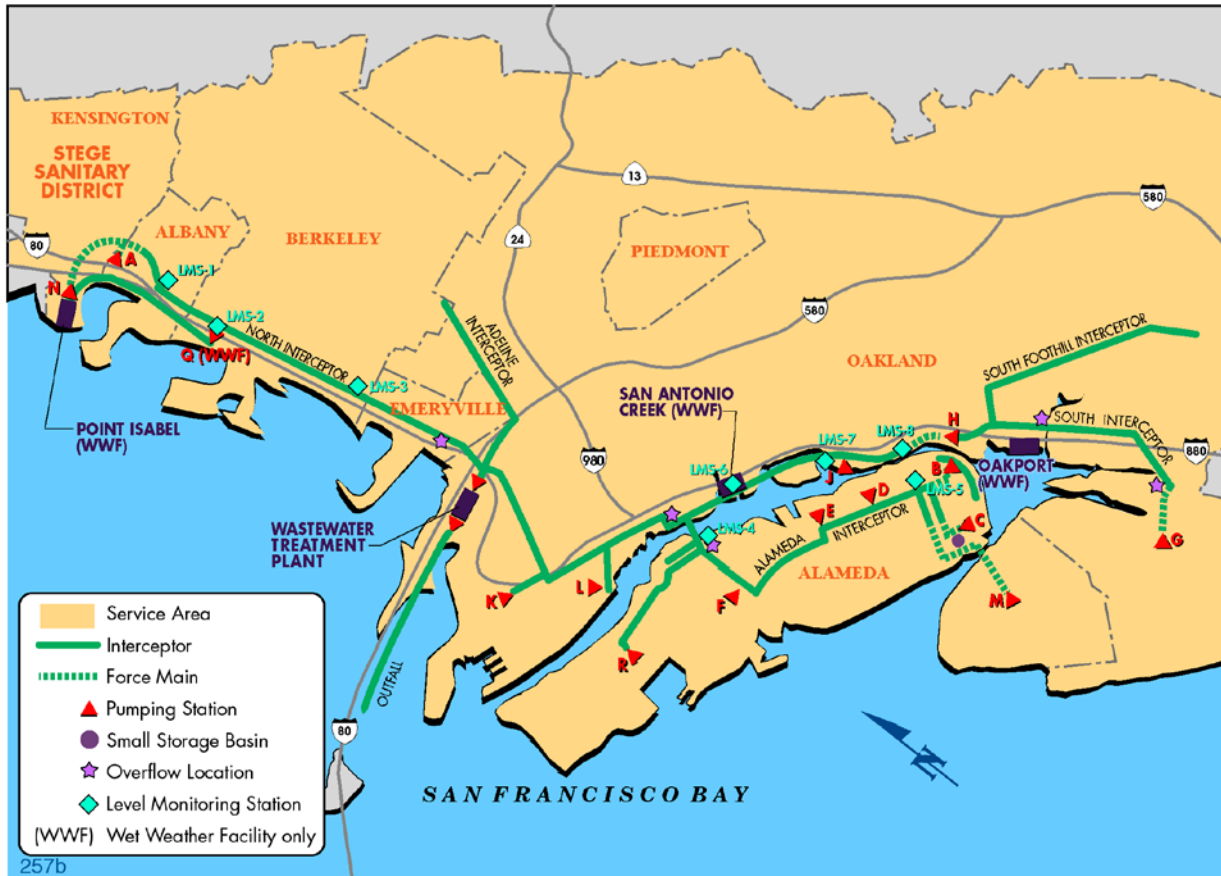 KENSINGTON
STEGE
SANITARY
DISTRICT
ALBANY
BERKELEY
80
A
N
LMS-1
LMS-2
Q (WWF)
NORTH INTERCEPTOR
LMS-3
POINT ISABEL
(WWF)
ADELINE
INTERCEPTOR
EMERYVILLE
13
24
580
PIEDMONT
580
OAKLAND
SOUTH FOOTHILL INTERCEPTOR
SAN ANTONIO
CREEK (WWF)
980
LMS-6
LMS-7
J
LMS-8
H
SOUTH INTERCEPTOR
880
OAKPORT
(WWF)
B
LMS-5
WASTEWATER
TREATMENT
PLANT
LMS-4
E
D
C
G
ALAMEDA
INTERCEPTOR
ALAMEDA
K
L
F
M
R
OUTFALL
80
N
SAN FRANCISCO BAY
Service Area
Interceptor
Force Main
Pumping Station
Small Storage Basin
Overflow Location
Level Monitoring Station
(WWF) Wet Weather Facility only
257b